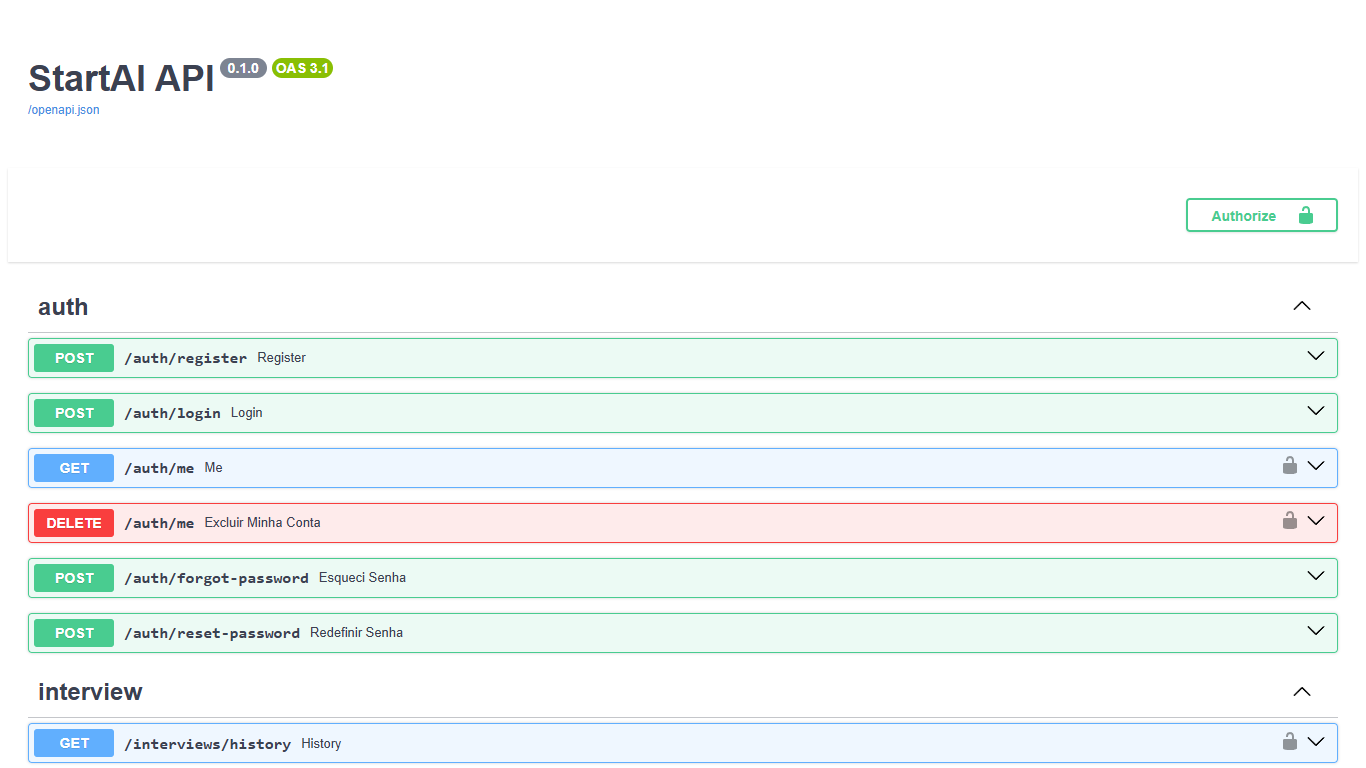 StartAI API 0.1.0 OAS 3.1
/openapi.json
Authorize
auth
POST /auth/register Register
POST /auth/login Login
GET /auth/me Me
DELETE /auth/me Excluir Minha Conta
POST /auth/forgot-password Esqueci Senha
POST /auth/reset-password Redefinir Senha
interview
GET /interviews/history History